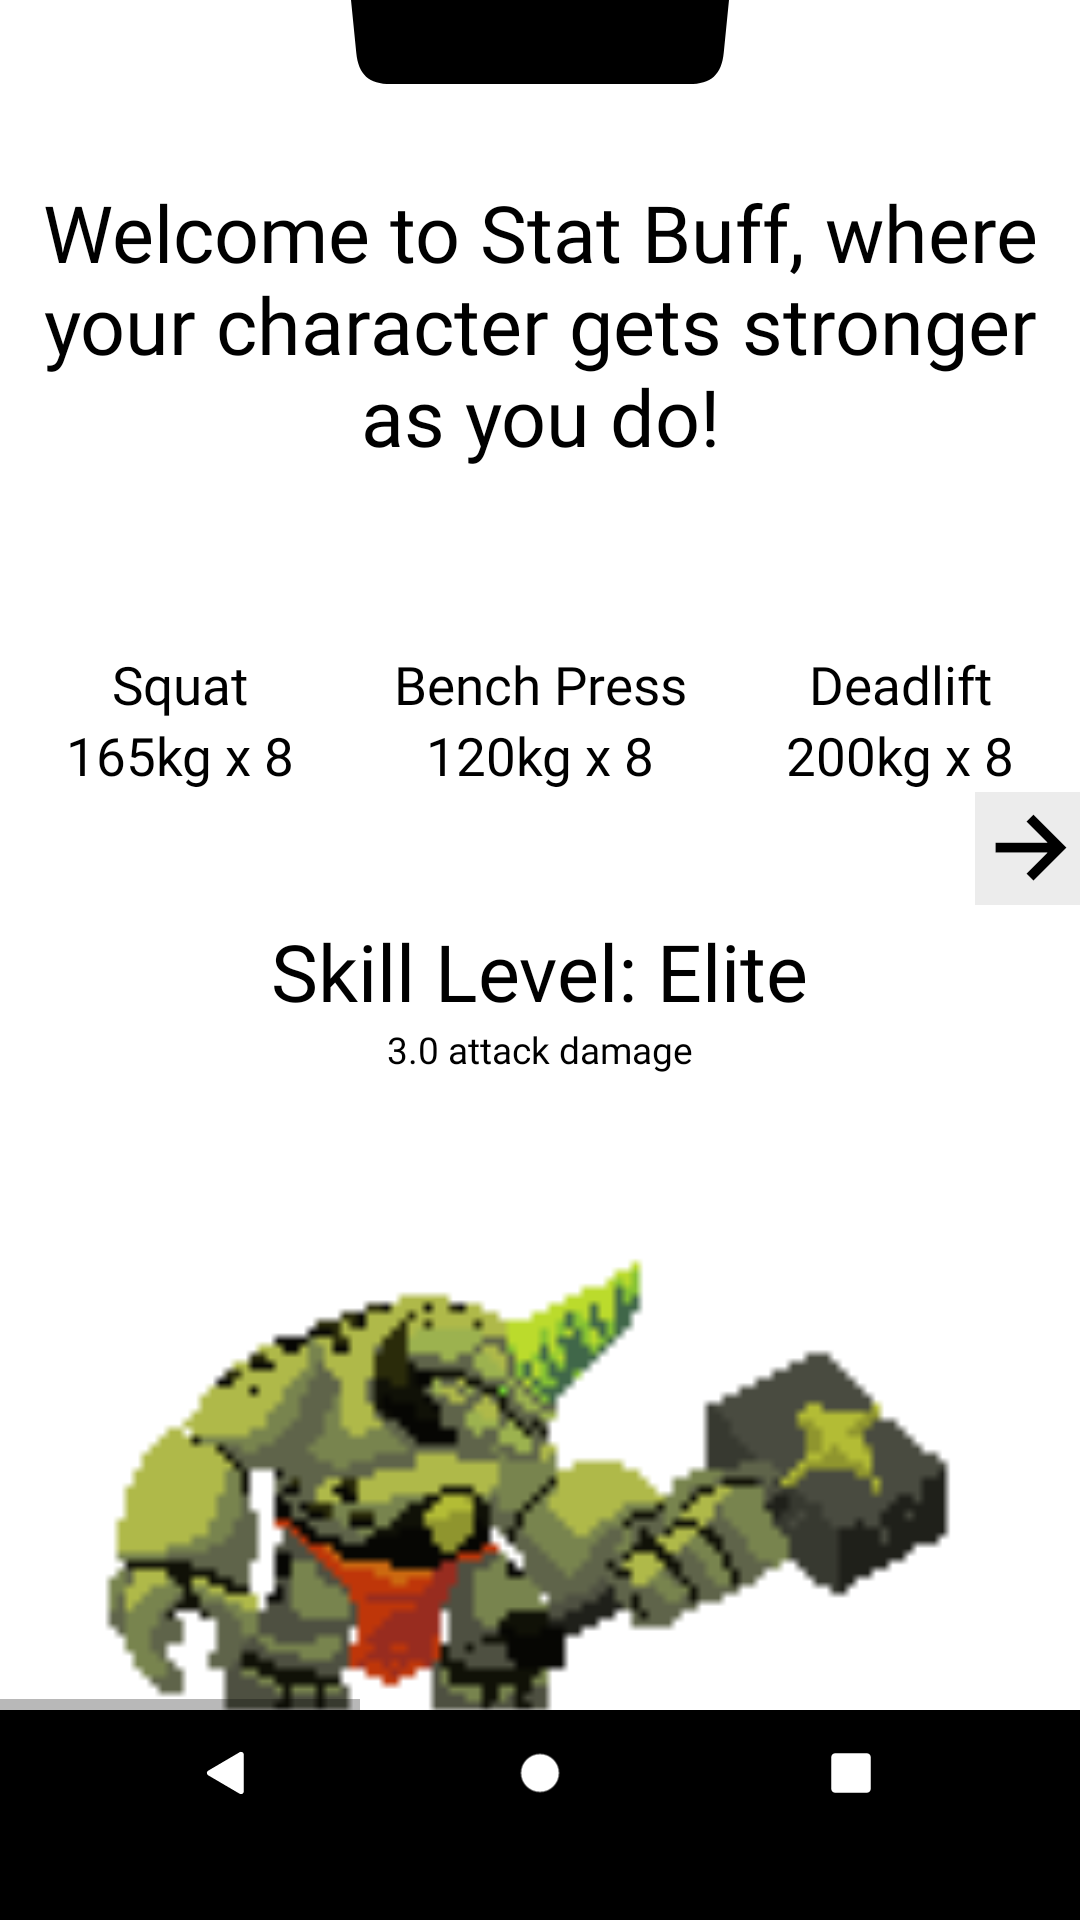 Welcome to Stat Buff, where
your character gets stronger
as you do!
Squat
165kg x 8
Bench Press
120kg x 8
Deadlift
200kg x 8
Skill Level: Elite
3.0 attack damage